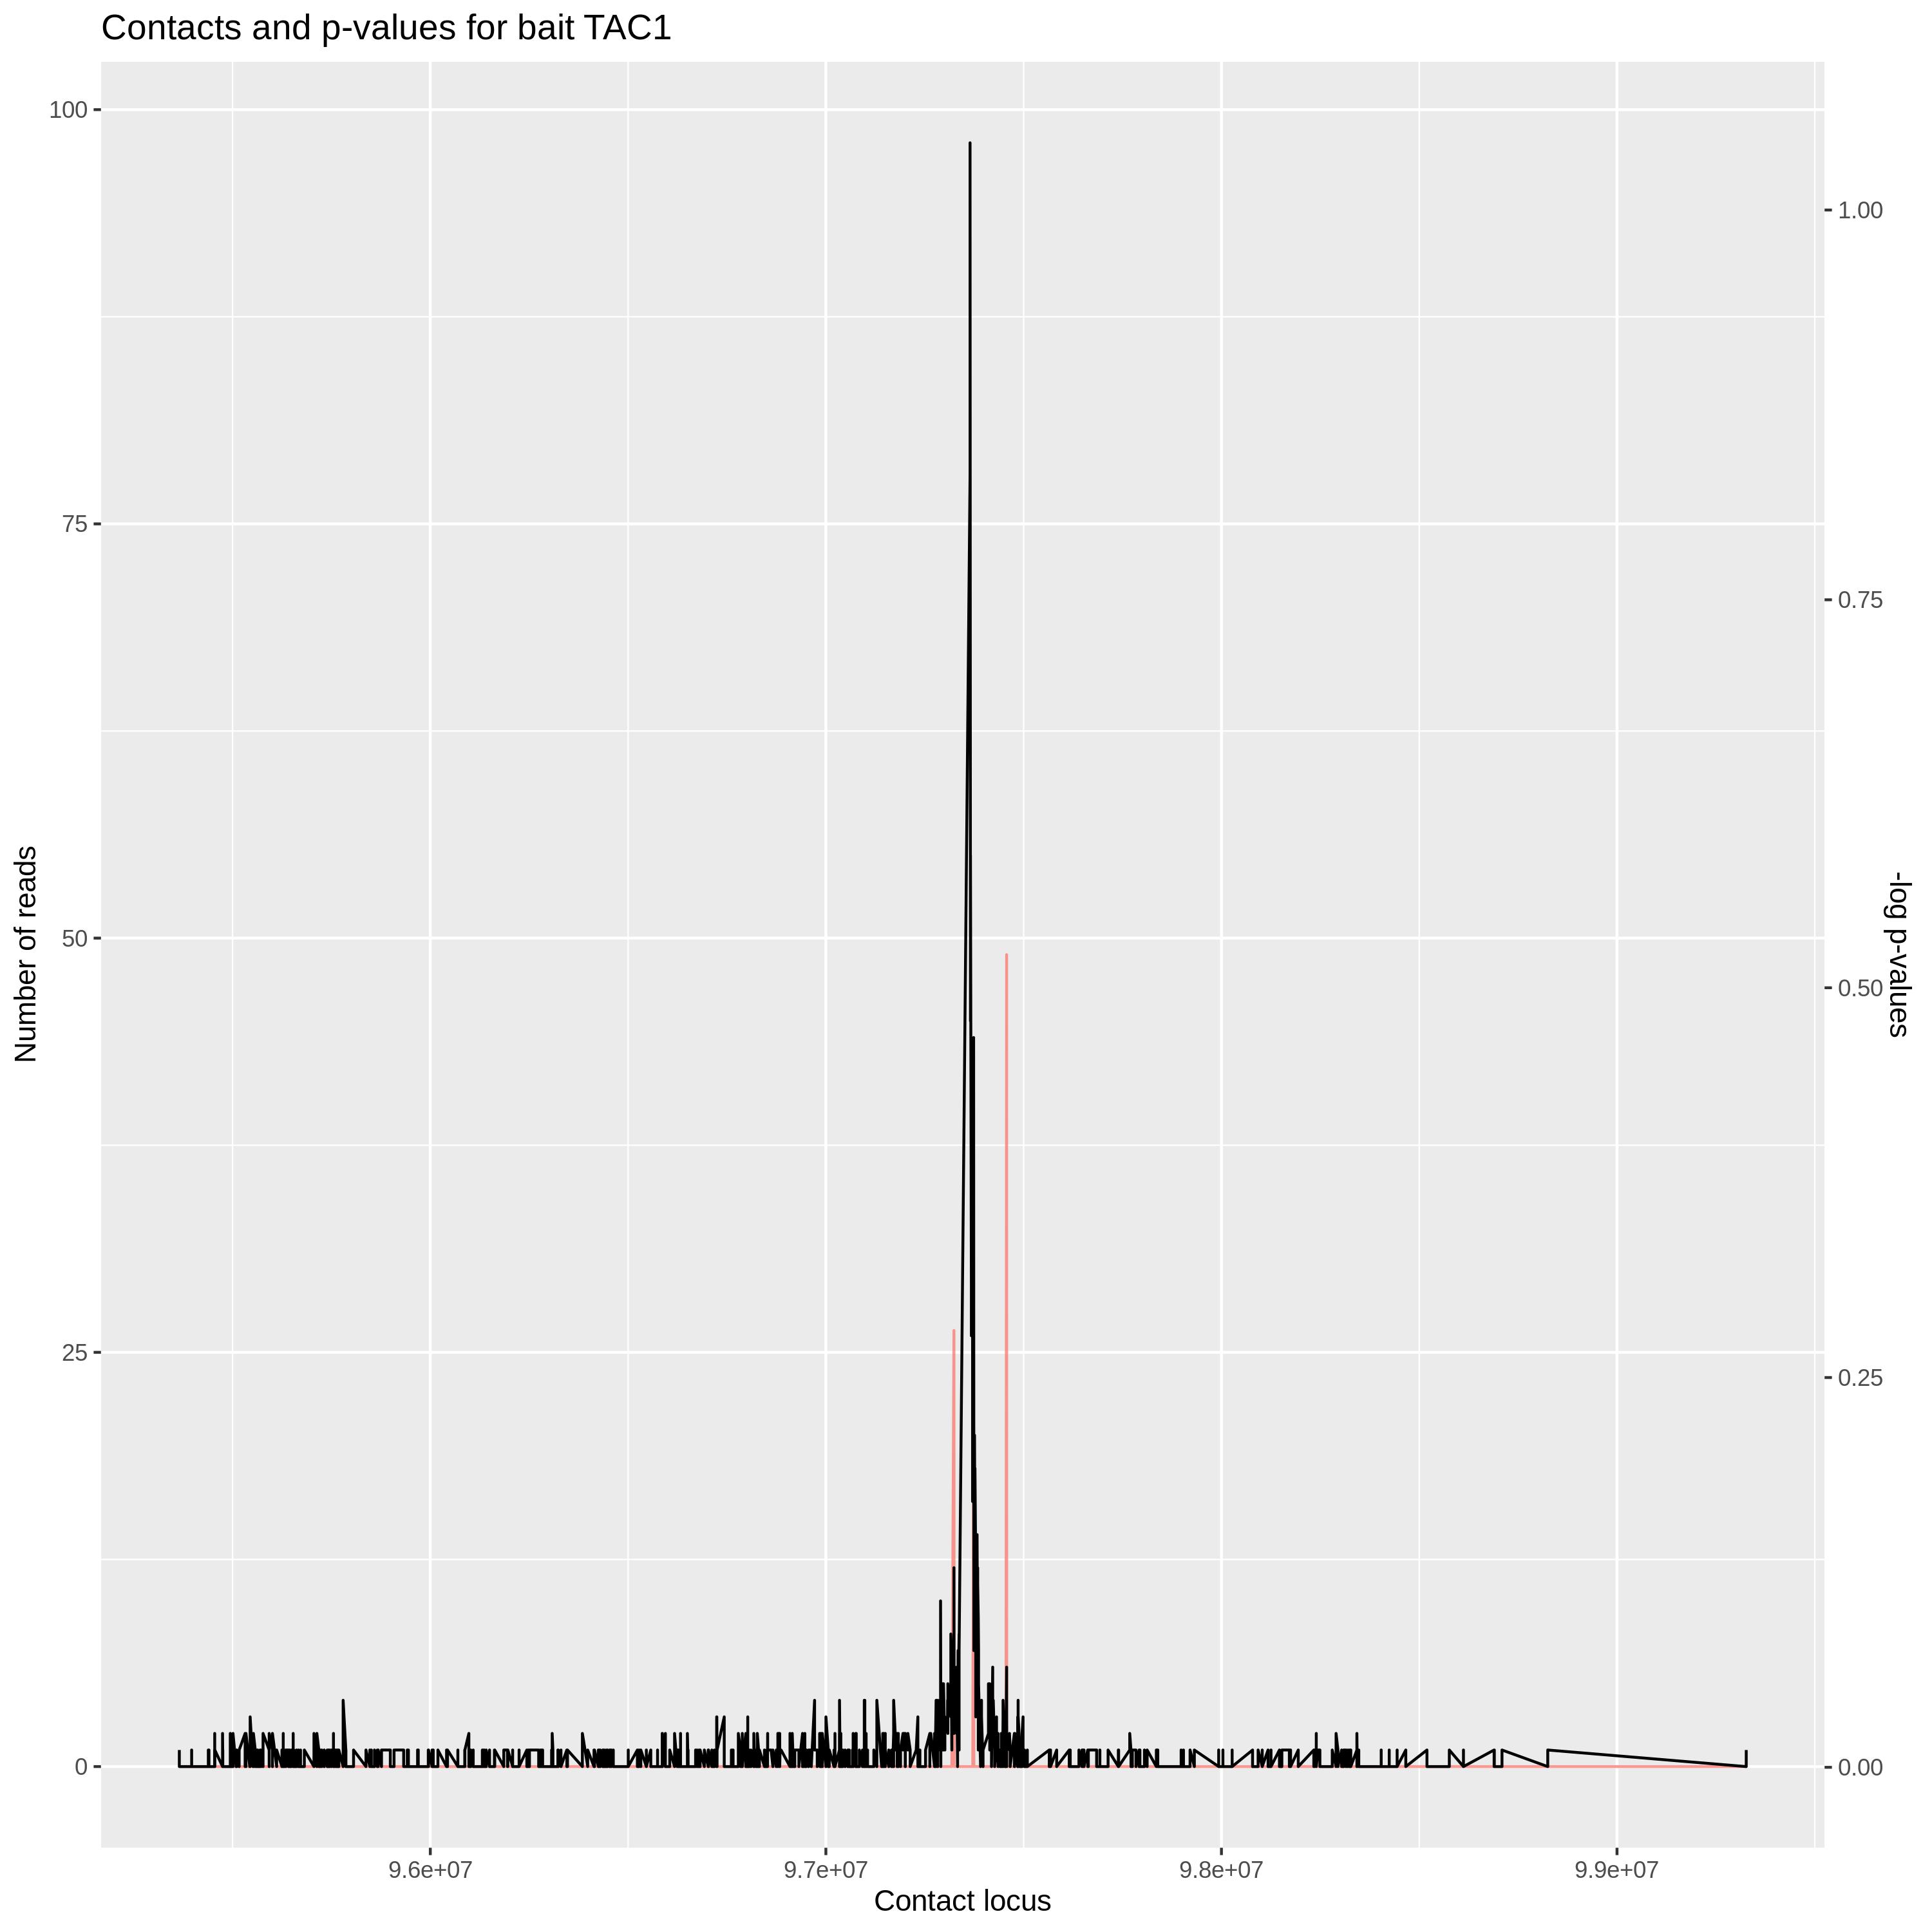 Contacts and p-values for bait TAC1
100
75
50
25
0
Number of reads
1.00
0.75
0.50
0.25
0.00
-log p-values
9.6e+07
9.7e+07
9.8e+07
9.9e+07
Contact locus